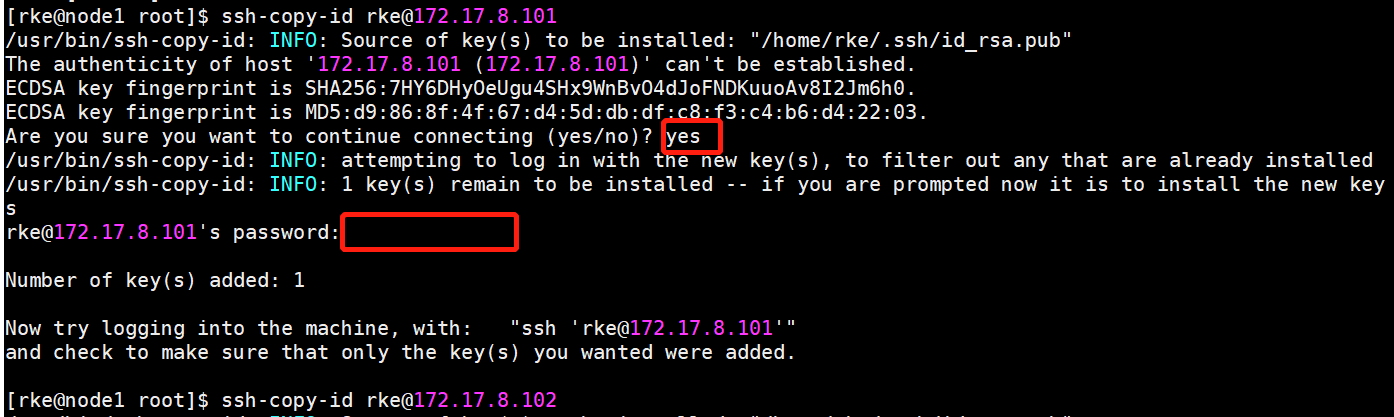 [rke@node1 root]$ ssh-copy-id rke@172.17.8.101
/usr/bin/ssh-copy-id: INFO: Source of key(s) to be installed: "/home/rke/.ssh/id_rsa.pub"
The authenticity of host '172.17.8.101 (172.17.8.101)' can't be established.
ECDSA key fingerprint is SHA256:7HY6DHyOeUgu4SHx9WnBvO4dJoFNDKuuoAv8I2Jm6h0.
ECDSA key fingerprint is MD5:d9:86:8f:4f:67:d4:5d:db:df:c8:f3:c4:b6:d4:22:03.
Are you sure you want to continue connecting (yes/no)? yes
/usr/bin/ssh-copy-id: INFO: attempting to log in with the new key(s), to filter out any that are already installed
/usr/bin/ssh-copy-id: INFO: 1 key(s) remain to be installed -- if you are prompted now it is to install the new key
s
rke@172.17.8.101's password:
Number of key(s) added: 1
Now try logging into the machine, with:   "ssh 'rke@172.17.8.101'"
and check to make sure that only the key(s) you wanted were added.
[rke@node1 root]$ ssh-copy-id rke@172.17.8.102